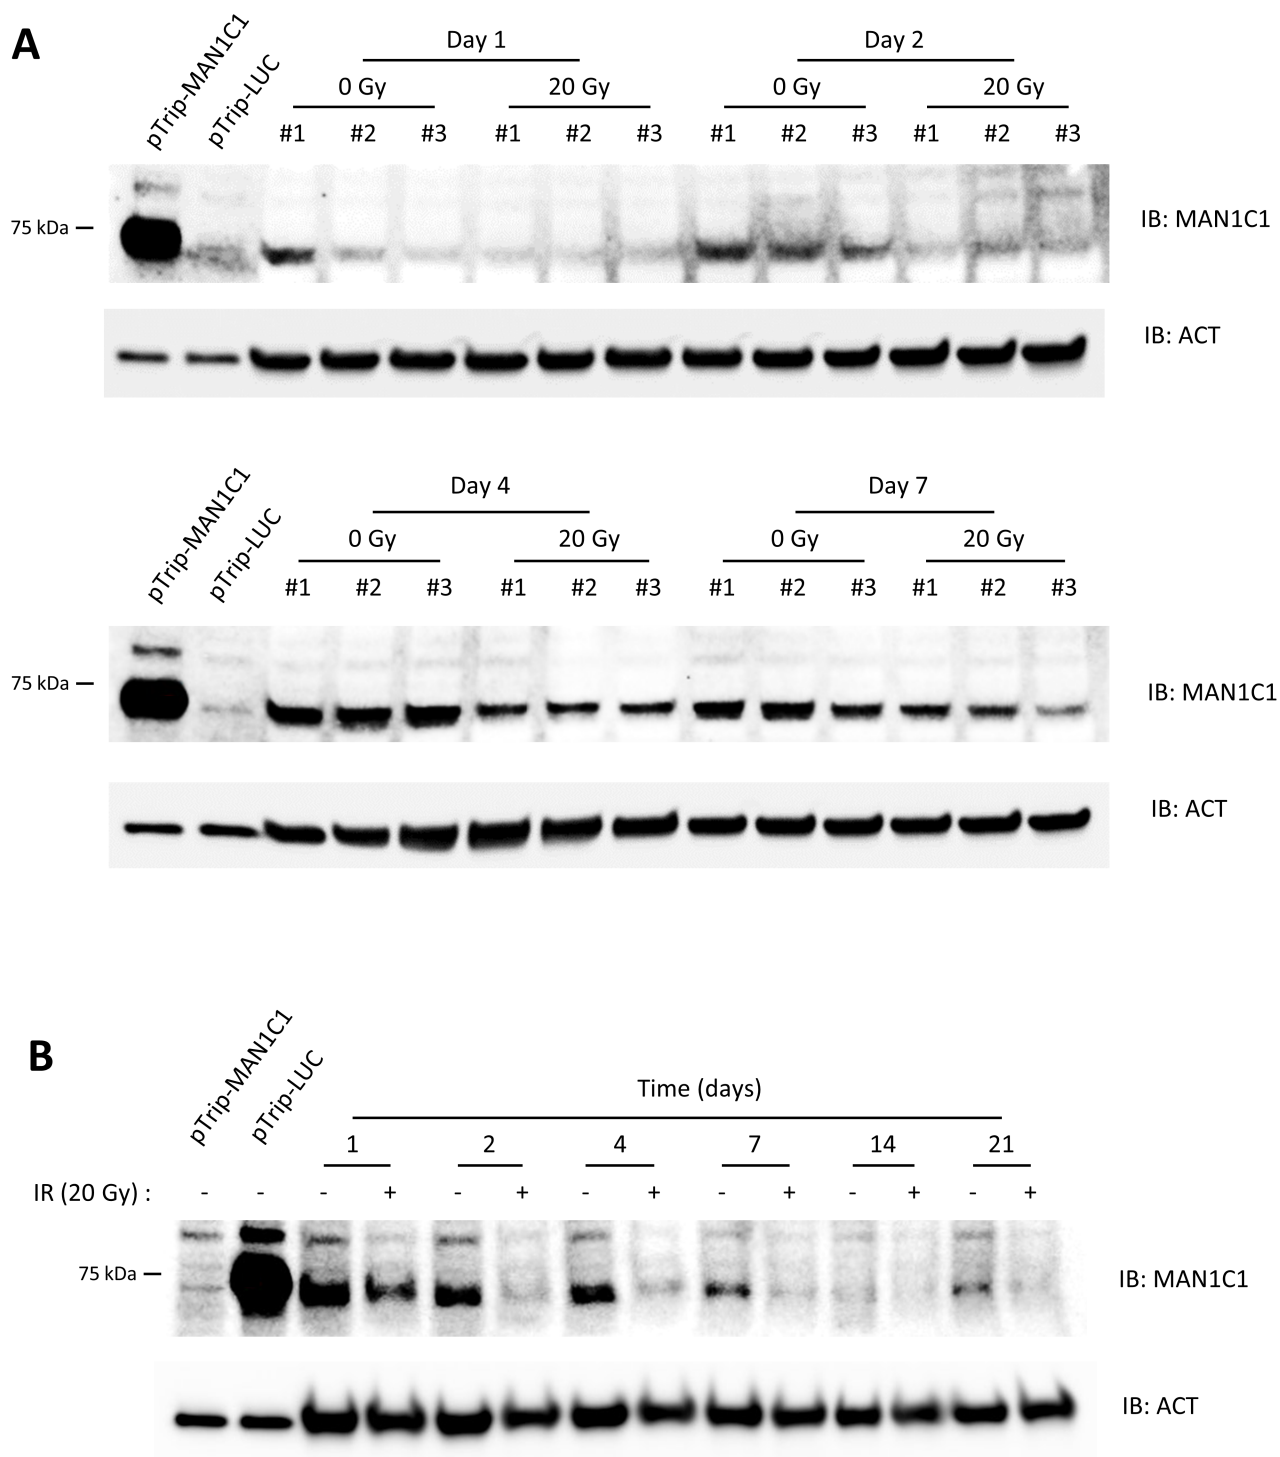 A
pTrip-MAN1C1
pTrip-LUC
Day 1
Day 2
0 Gy
20 Gy
0 Gy
20 Gy
#1 #2 #3 #1 #2 #3 #1 #2 #3 #1 #2 #3
75 kDa
IB: MAN1C1
IB: ACT
pTrip-MAN1C1
pTrip-LUC
Day 4
Day 7
0 Gy
20 Gy
0 Gy
20 Gy
#1 #2 #3 #1 #2 #3 #1 #2 #3 #1 #2 #3
75 kDa
IB: MAN1C1
IB: ACT
B
pTrip-MAN1C1
pTrip-LUC
Time (days)
1 2 4 7 14 21
IR (20 Gy) : - - - + - + - + - + - + - +
75 kDa
IB: MAN1C1
IB: ACT